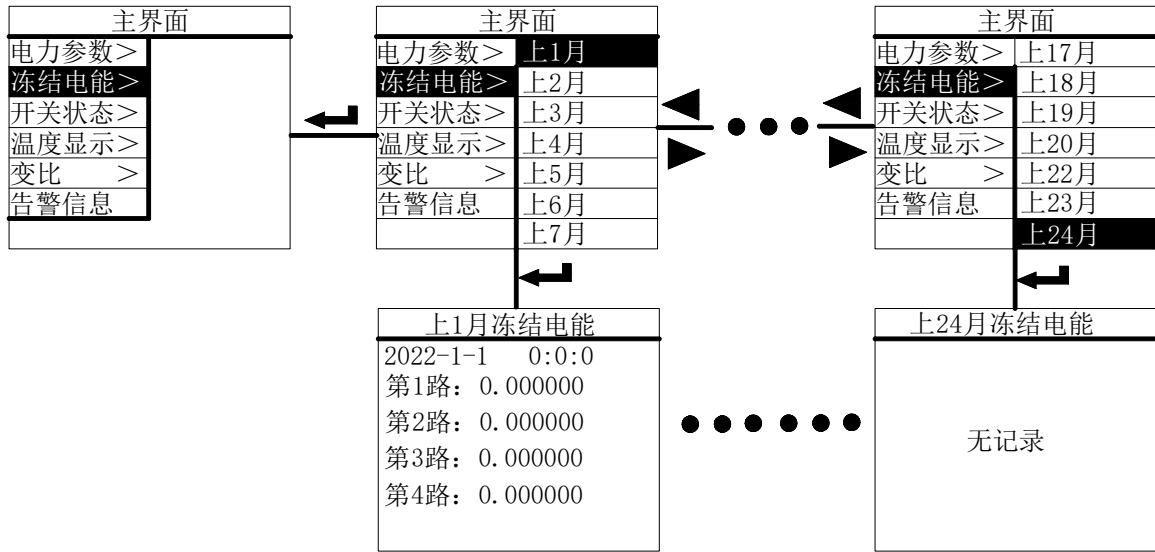 主界面
电力参数>
冻结电能>
开关状态>
温度显示>
变比 >
告警信息
主界面
电力参数> 上1月
冻结电能> 上2月
开关状态> 上3月
温度显示> 上4月
变比 > 上5月
告警信息 上6月
上7月
主界面
电力参数> 上17月
冻结电能> 上18月
开关状态> 上19月
温度显示> 上20月
变比 > 上22月
告警信息 上23月
上24月
上1月冻结电能
2022-1-1 0:0:0
第1路: 0.000000
第2路: 0.000000
第3路: 0.000000
第4路: 0.000000
上24月冻结电能
无记录